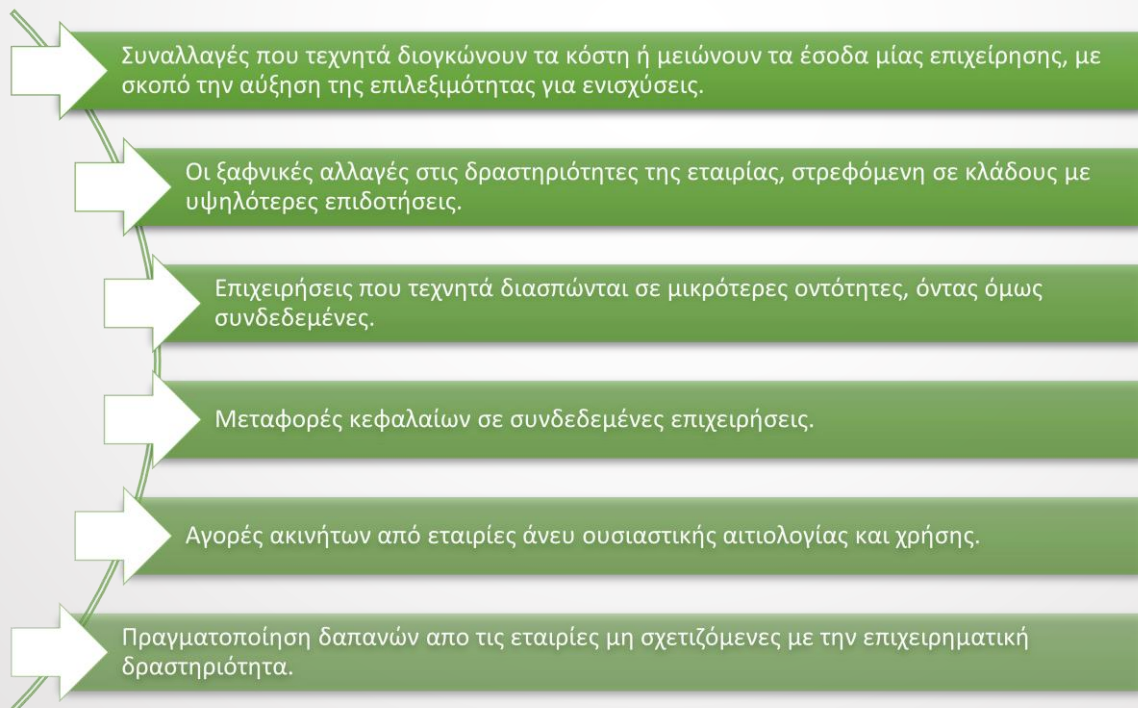 Συναλλαγές που τεχνητά διογκώνουν τα κόστη ή μειώνουν τα έσοδα μίας επιχείρησης, με
σκοπό την αύξηση της επιλεξιμότητας για ενισχύσεις.
Οι ξαφνικές αλλαγές στις δραστηριότητες της εταιρίας, στρεφόμενη σε κλάδους με
υψηλότερες επιδοτήσεις.
Επιχειρήσεις που τεχνητά διασπώνται σε μικρότερες οντότητες, όντας όμως
συνδεδεμένες.
Μεταφορές κεφαλαίων σε συνδεδεμένες επιχειρήσεις.
Αγορές ακινήτων από εταιρίες άνευ ουσιαστικής αιτιολογίας και χρήσης.
Πραγματοποίηση δαπανών απο τις εταιρίες μη σχετιζόμενες με την επιχειρηματική
δραστηριότητα.